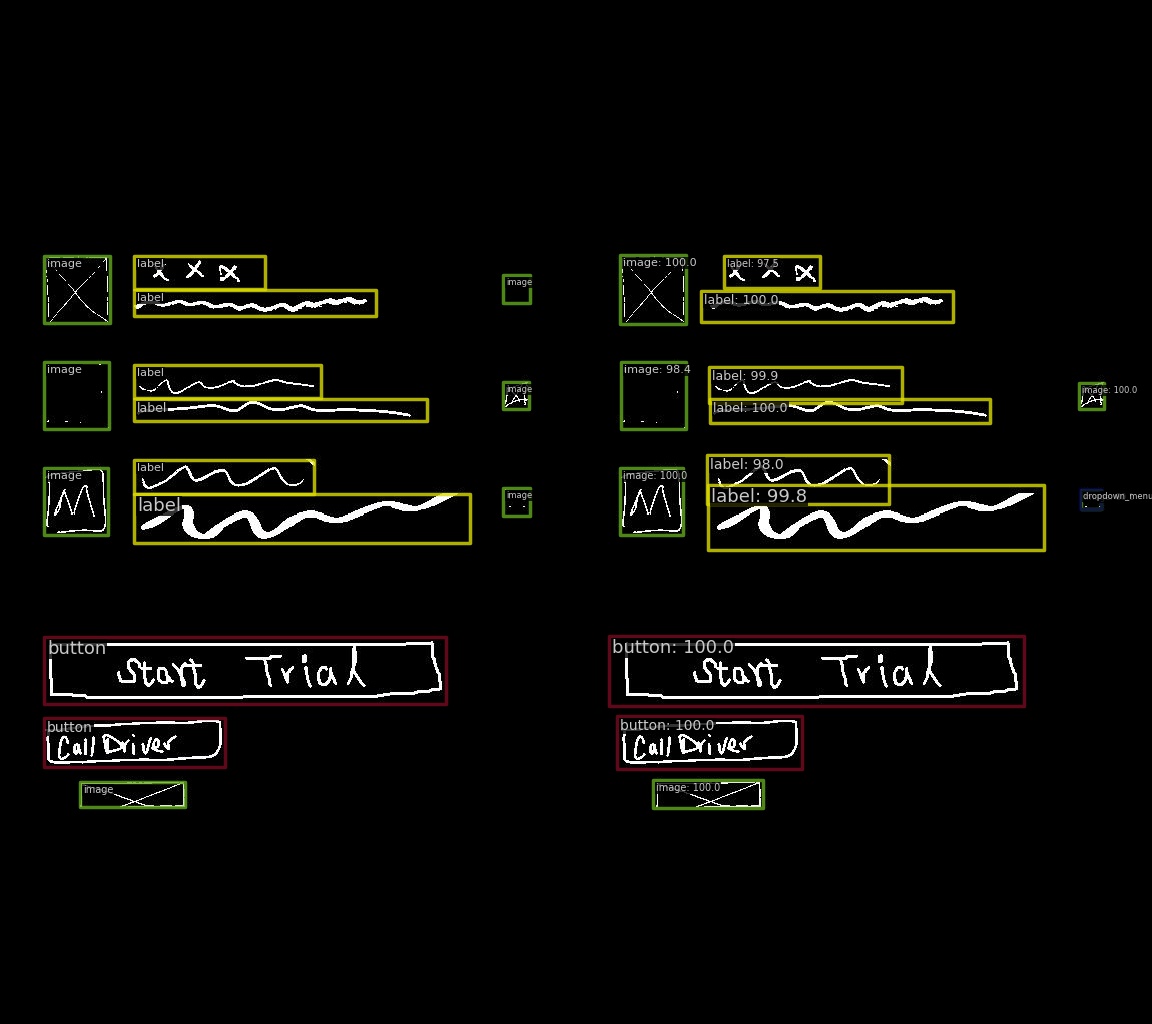 image label image: 100.0 label: 97.5
x x x x
label image label: 100.0
image label image: 98.4 label: 99.9
label image label: 100.0 image: 100.0
image label image: 100.0 label: 98.0
M M
label image label: 99.8 dropdown_menu
button button: 100.0
Start Trial Start Trial
button button: 100.0
Call Driver Call Driver
image image: 100.0